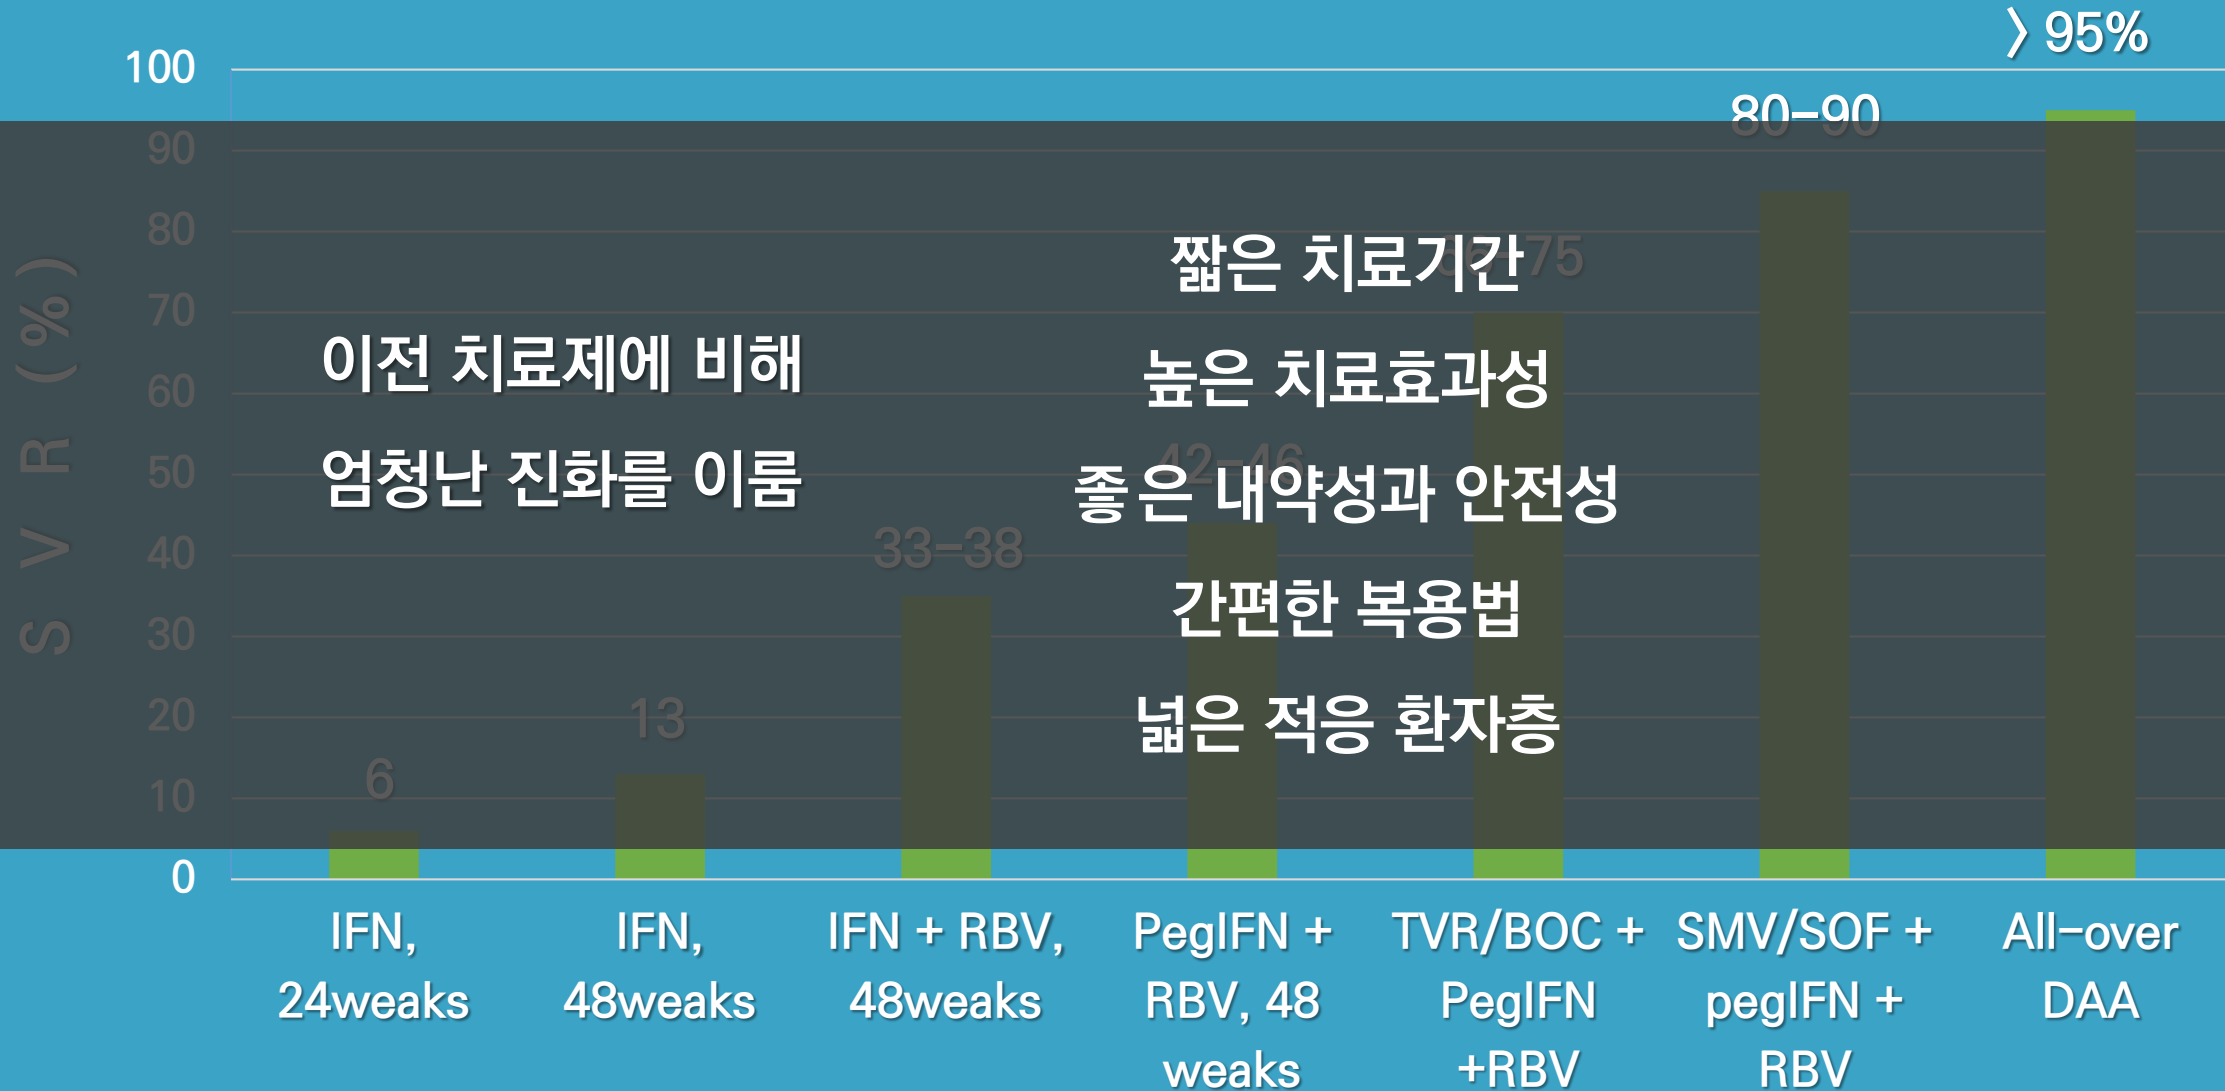 〉95%
100
80-90
90
80
70
60
50
40
30
20
10
0
SVR(%)
6
13
33-38
42-46
-75
이전 치료제에 비해
엄청난 진화를 이룸
짧은 치료기간
높은 치료효과성
좋은 내약성과 안전성
간편한 복용법
넓은 적응 환자층
IFN,
24weaks
IFN,
48weaks
IFN + RBV,
48weaks
PegIFN +
RBV, 48
weaks
TVR/BOC +
PegIFN
+RBV
SMV/SOF +
pegIFN +
RBV
All-over
DAA